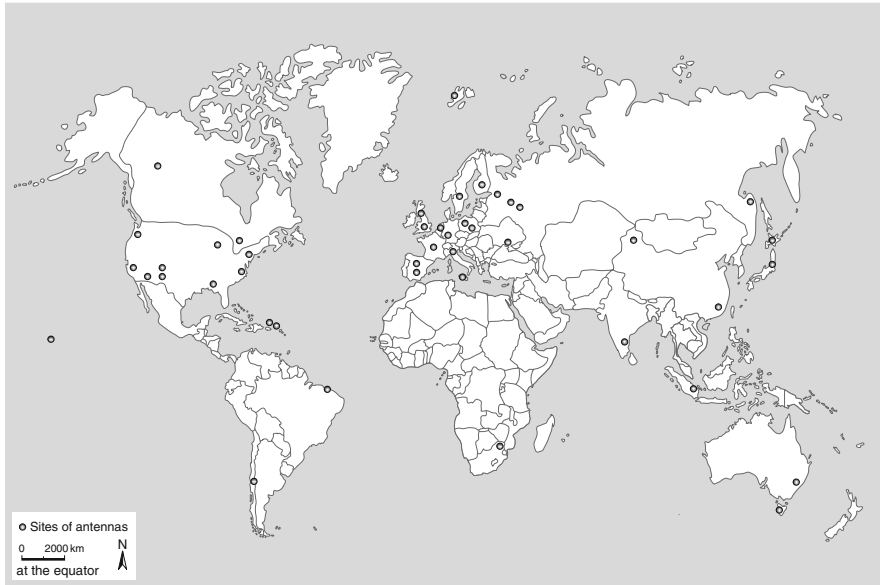 Sites of antennas
0 2000 km N
at the equator